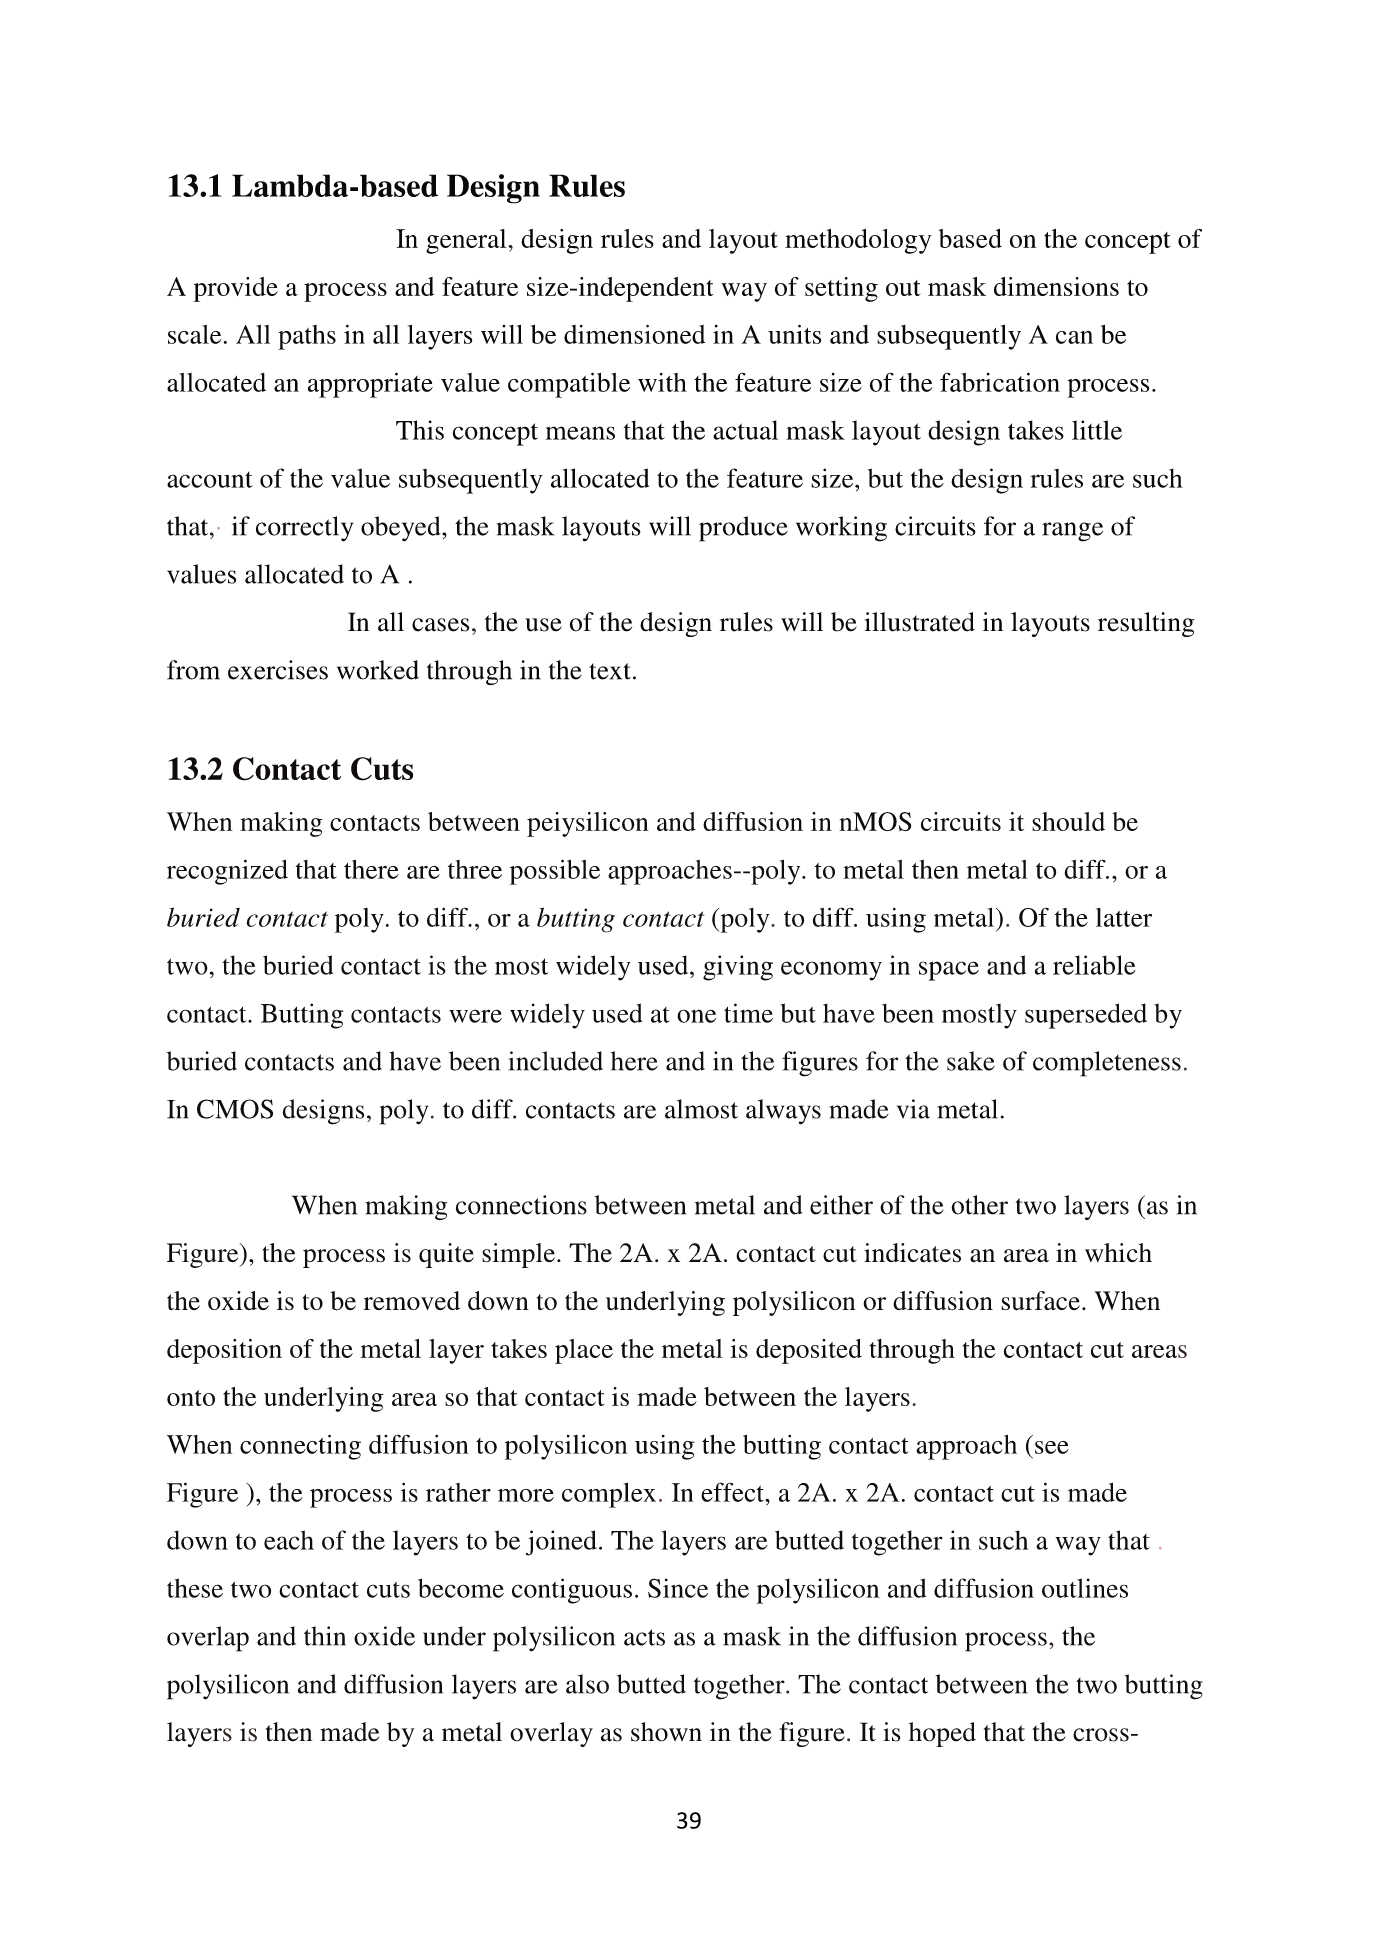 13.1 Lambda-based Design Rules
In general, design rules and layout methodology based on the concept of
A provide a process and feature size-independent way of setting out mask dimensions to
scale. All paths in all layers will be dimensioned in A units and subsequently A can be
allocated an appropriate value compatible with the feature size of the fabrication process.
This concept means that the actual mask layout design takes little
account of the value subsequently allocated to the feature size, but the design rules are such
that,· if correctly obeyed, the mask layouts will produce working circuits for a range of
values allocated to A .
In all cases, the use of the design rules will be illustrated in layouts resulting
from exercises worked through in the text.
13.2 Contact Cuts
When making contacts between peiysilicon and diffusion in nMOS circuits it should be
recognized that there are three possible approaches--poly. to metal then metal to diff., or a
buried contact poly. to diff., or a butting contact (poly. to diff. using metal). Of the latter
two, the buried contact is the most widely used, giving economy in space and a reliable
contact. Butting contacts were widely used at one time but have been mostly superseded by
buried contacts and have been included here and in the figures for the sake of completeness.
In CMOS designs, poly. to diff. contacts are almost always made via metal.
When making connections between metal and either of the other two layers (as in
Figure), the process is quite simple. The 2A. x 2A. contact cut indicates an area in which
the oxide is to be removed down to the underlying polysilicon or diffusion surface. When
deposition of the metal layer takes place the metal is deposited through the contact cut areas
onto the underlying area so that contact is made between the layers.
When connecting diffusion to polysilicon using the butting contact approach (see
Figure ), the process is rather more complex. In effect, a 2A. x 2A. contact cut is made
down to each of the layers to be joined. The layers are butted together in such a way that .
these two contact cuts become contiguous. Since the polysilicon and diffusion outlines
overlap and thin oxide under polysilicon acts as a mask in the diffusion process, the
polysilicon and diffusion layers are also butted together. The contact between the two butting
layers is then made by a metal overlay as shown in the figure. It is hoped that the cross-
39